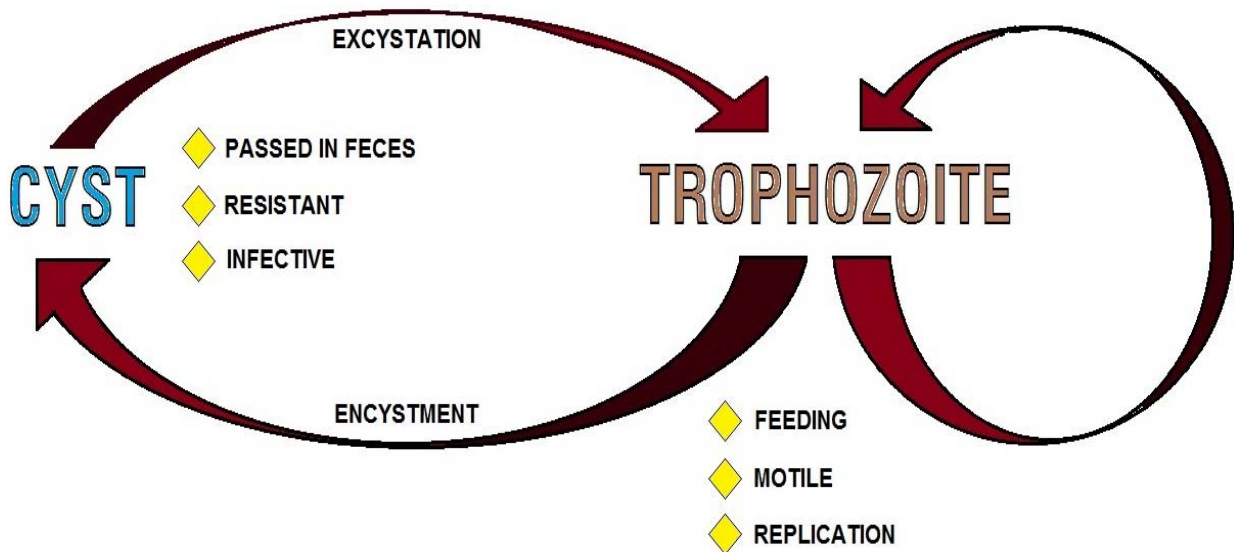 EXCYSTATION
PASSED IN FECES
CYST
TROPHOZOITE
RESISTANT
INFECTIVE
ENCYSTMENT
FEEDING
MOTILE
REPLICATION